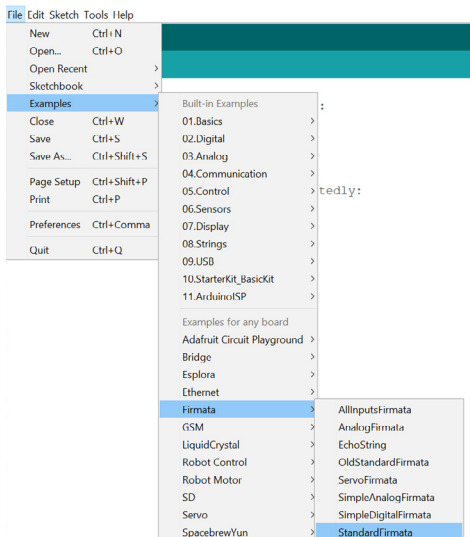 File Edit Sketch Tools Help
New Ctrl+N
Open... Ctrl+O
Open Recent >
Sketchbook >
Examples >
Close Ctrl+W
Save Ctrl+S
Save As... Ctrl+Shift+S
Page Setup Ctrl+Shift+P
Print Ctrl+P
Preferences Ctrl+Comma
Quit Ctrl+Q
Built-in Examples
01.Basics >
02.Digital >
03.Analog >
04.Communication >
05.Control >
06.Sensors >
07.Display >
08.Strings >
09.USB >
10.StarterKit_BasicKit >
11.ArduinoISP >
Examples for any board
Adafruit Circuit Playground >
Bridge >
Esplora >
Ethernet >
Firmata >
GSM >
LiquidCrystal >
Robot Control >
Robot Motor >
SD >
Servo >
SpacebrewYun >
AllInputsFirmata
AnalogFirmata
EchoString
OldStandardFirmata
ServoFirmata
SimpleAnalogFirmata
SimpleDigitalFirmata
StandardFirmata
:
tedly: